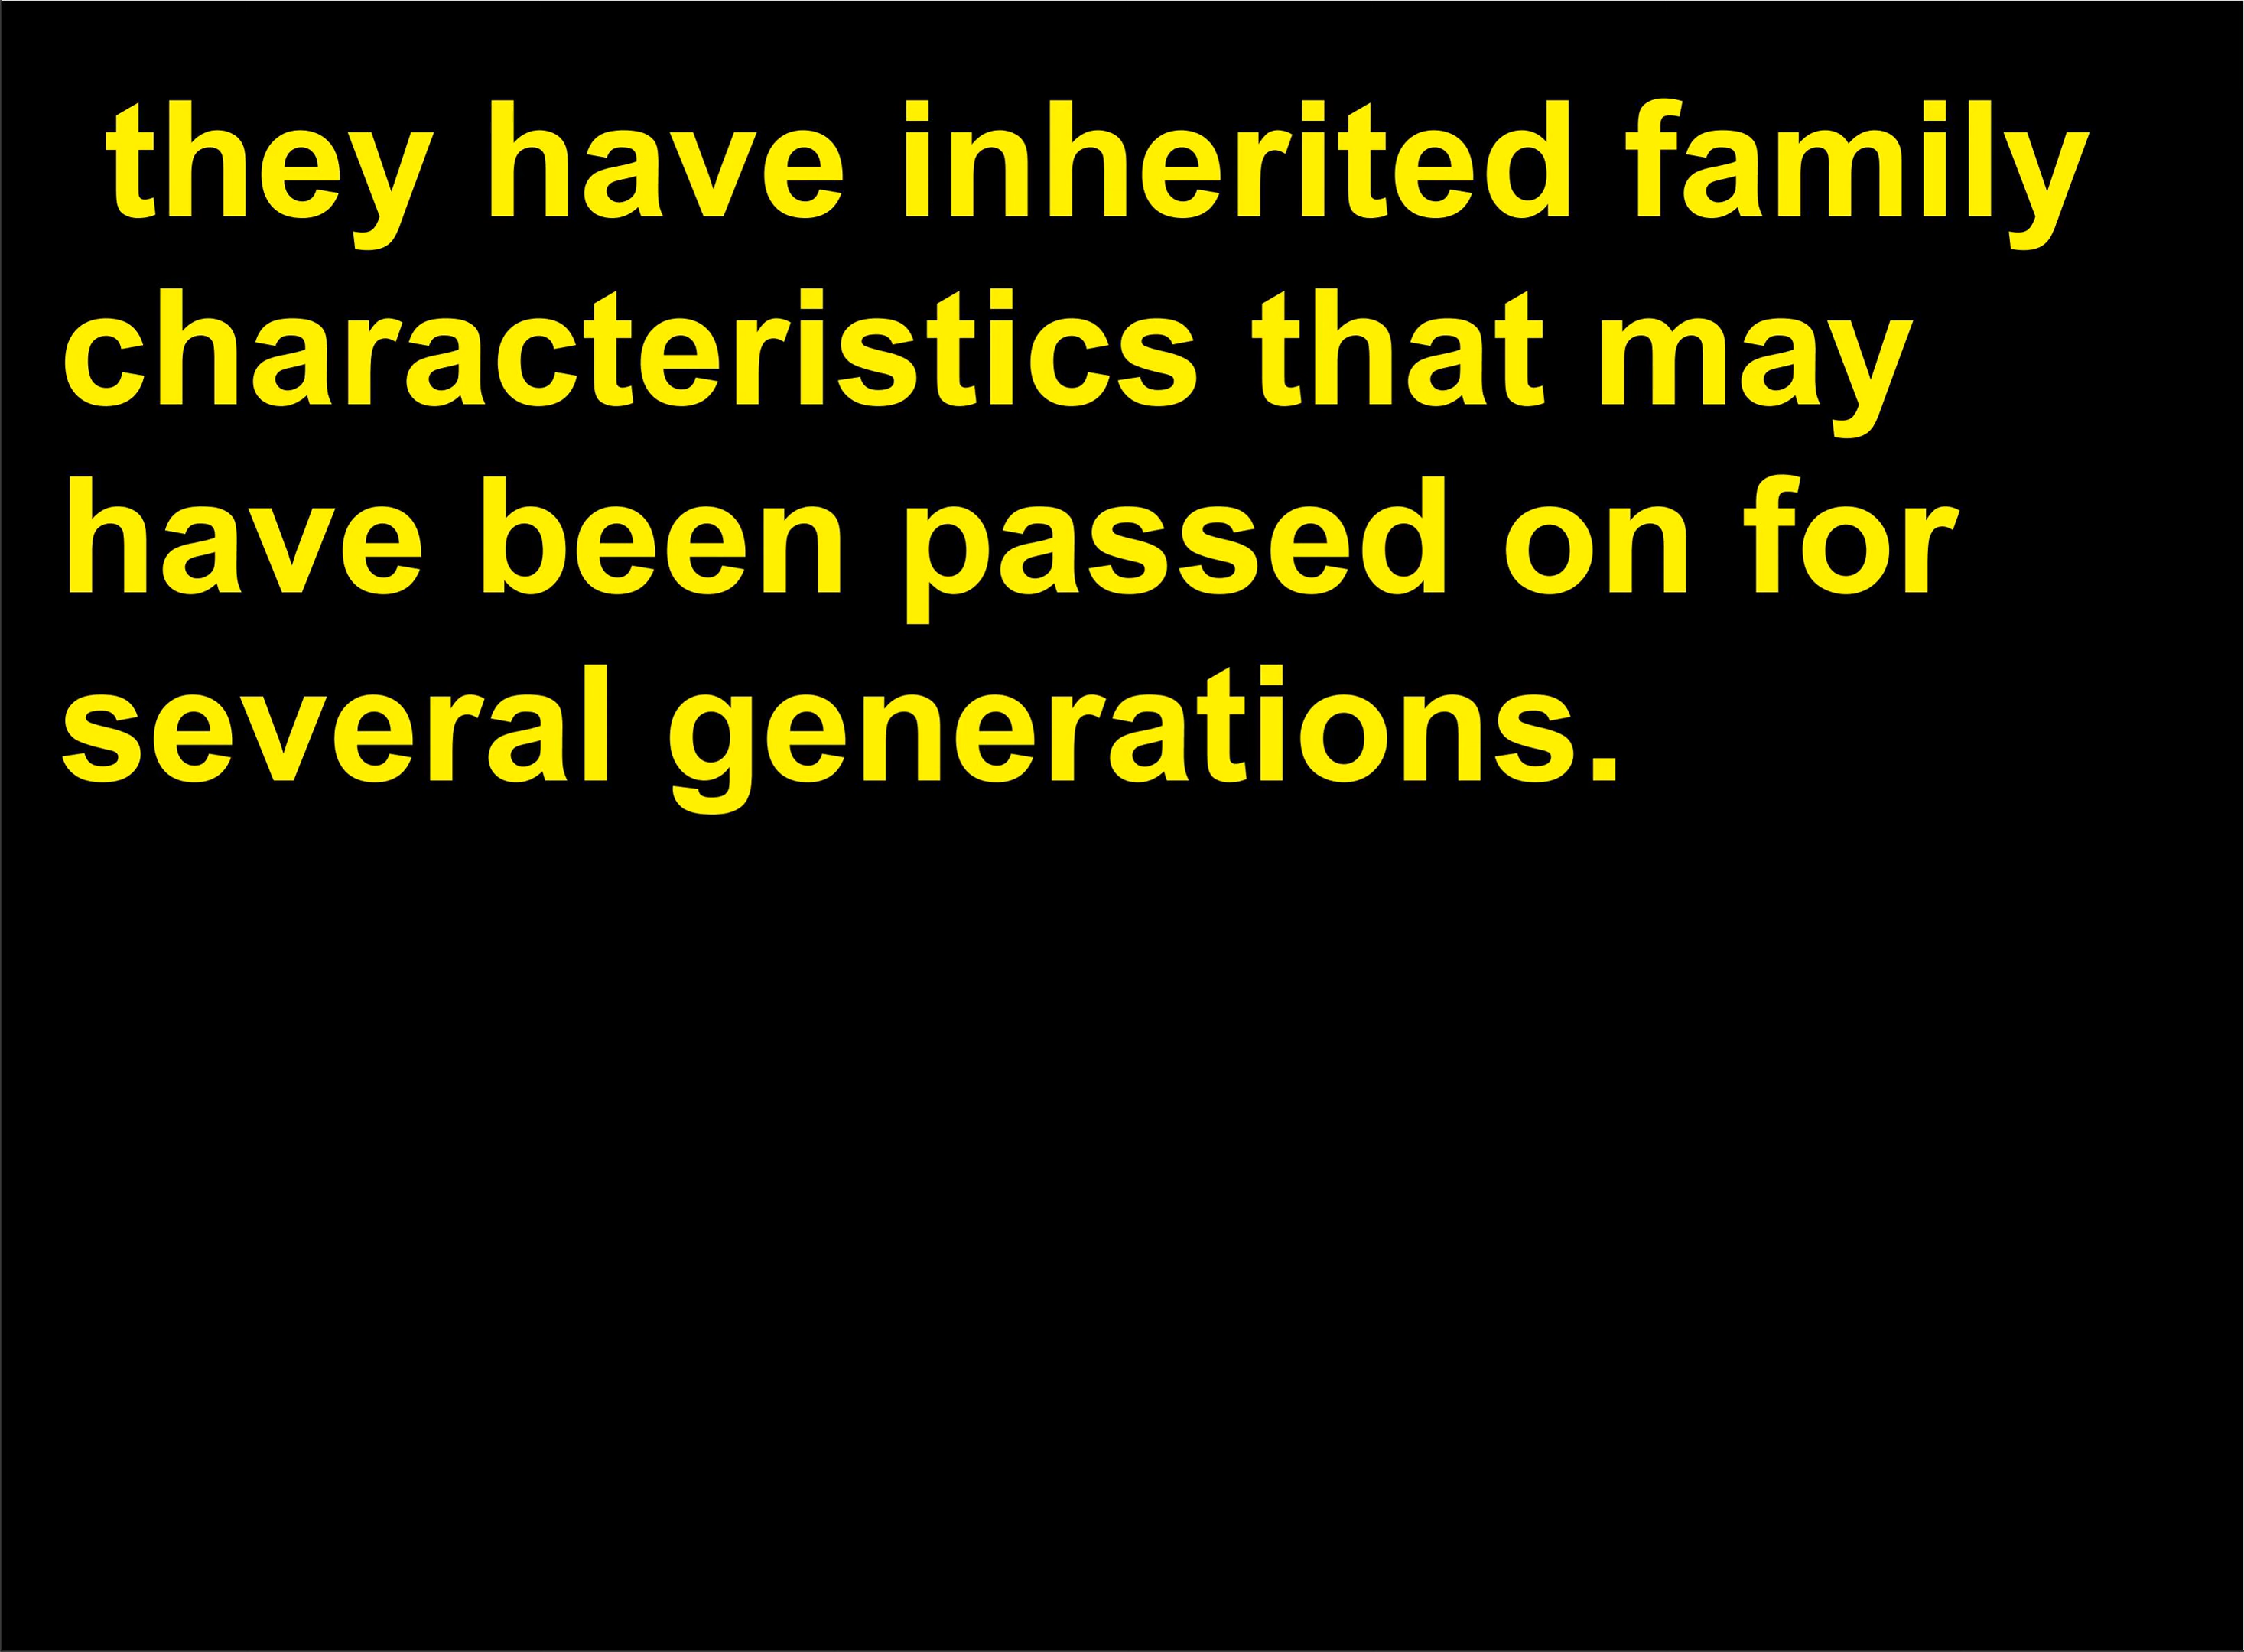 they have inherited family
characteristics that may
have been passed on for
several generations.